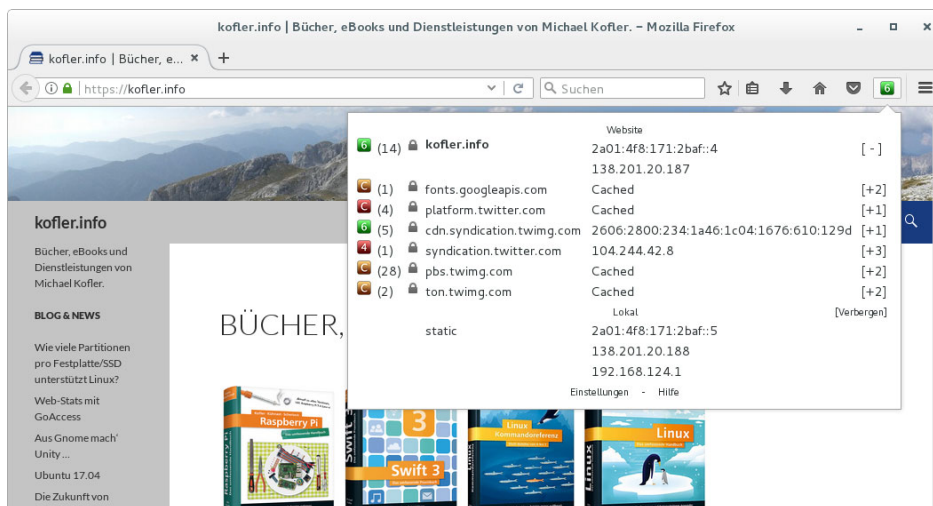 kofler.info | Bücher, eBooks und Dienstleistungen von Michael Kofler. – Mozilla Firefox
kofler.info | Bücher, e...
https://kofler.info
Suchen
6
Website
6 (14) kofler.info 2a01:4f8:171:2baf::4 [ - ]
138.201.20.187
C (1) fonts.googleapis.com Cached [+2]
C (4) platform.twitter.com Cached [+1]
6 (5) cdn.syndication.twimg.com 2606:2800:234:1a46:1c04:1676:610:129d [+1]
4 (1) syndication.twitter.com 104.244.42.8 [+3]
C (28) pbs.twimg.com Cached [+2]
C (2) ton.twimg.com Cached [+2]
Lokal [Verbergen]
static 2a01:4f8:171:2baf::5
138.201.20.188
192.168.124.1
Einstellungen - Hilfe
kofler.info
Bücher, eBooks und
Dienstleistungen von
Michael Kofler.
BLOG & NEWS
Wie viele Partitionen
pro Festplatte/SSD
unterstützt Linux?
Web-Stats mit
GoAccess
Aus Gnome mach'
Unity ...
Ubuntu 17.04
Die Zukunft von
BÜCHER,
Raspberry Pi
Swift 3
3
Swift 3
Linux
Kommandoreferenz
Linux
Linux